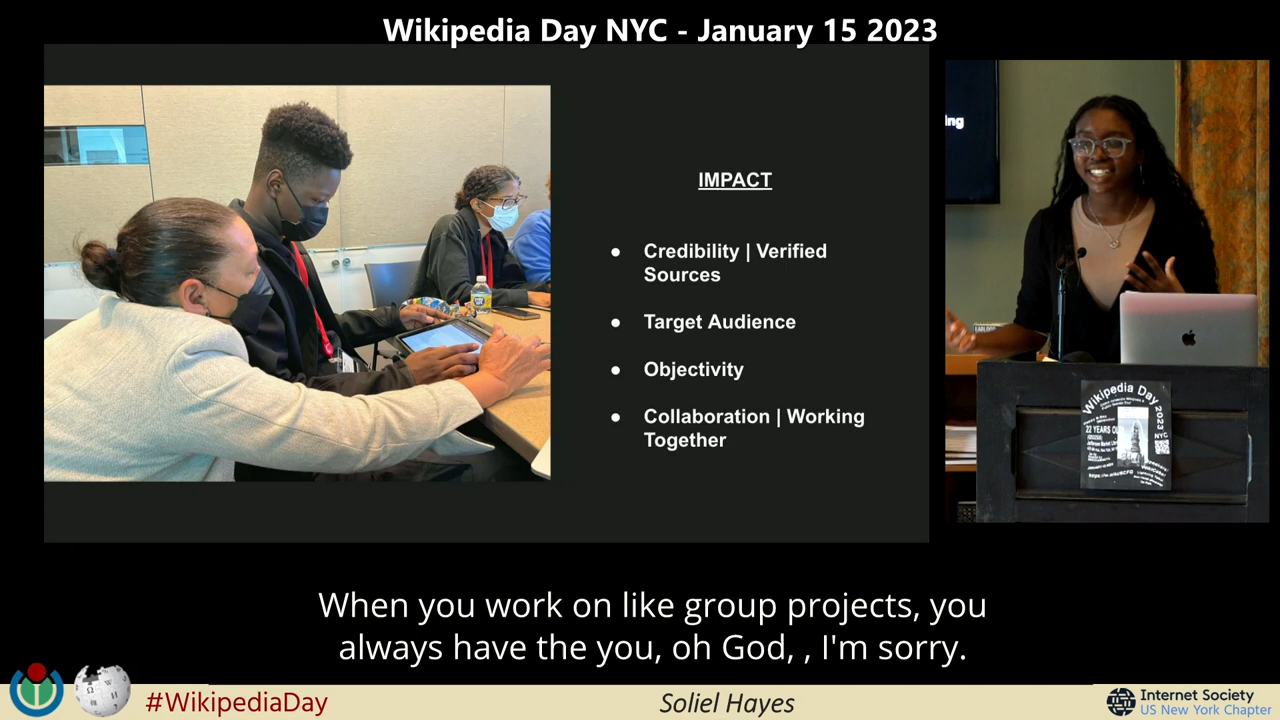 Wikipedia Day NYC - January 15 2023
ing
IMPACT
● Credibility | Verified
Sources
● Target Audience
● Objectivity
● Collaboration | Working
Together
Wikipedia Day 2023
NYC
22 YEARS
When you work on like group projects, you
always have the you, oh God, , I'm sorry.
#WikipediaDay
Soliel Hayes
Internet Society
US New York Chapter